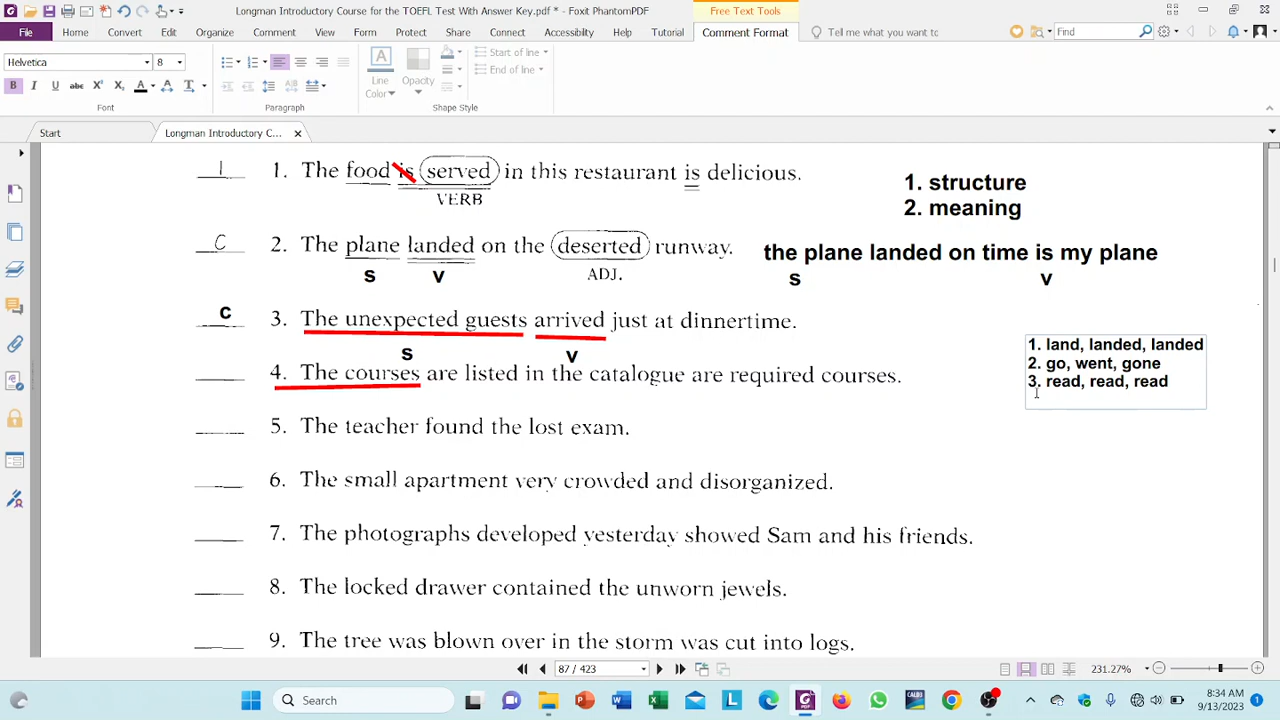 Longman Introductory Course for the TOEFL Test With Answer Key.pdf * - Foxit PhantomPDF
Free Text Tools
File Home Convert Edit Organize Comment View Form Protect Share Connect Accessibility Help Tutorial Comment Format Tell me what you want to Find
Helvetica 8
Line Color Opacity Start of line End of line
Font Paragraph Shape Style
Start Longman Introductory C...
1 1. The food is served in this restaurant is delicious.
VERB
1. structure
2. meaning
C 2. The plane landed on the deserted runway.
s v ADJ.
the plane landed on time is my plane
s v
c 3. The unexpected guests arrived just at dinnertime.
s v
1. land, landed, landed
2. go, went, gone
3. read, read, read
4. The courses are listed in the catalogue are required courses.
5. The teacher found the lost exam.
6. The small apartment very crowded and disorganized.
7. The photographs developed yesterday showed Sam and his friends.
8. The locked drawer contained the unworn jewels.
9. The tree was blown over in the storm was cut into logs.
87 / 423 231.27%
Search
8:34 AM
9/13/2023